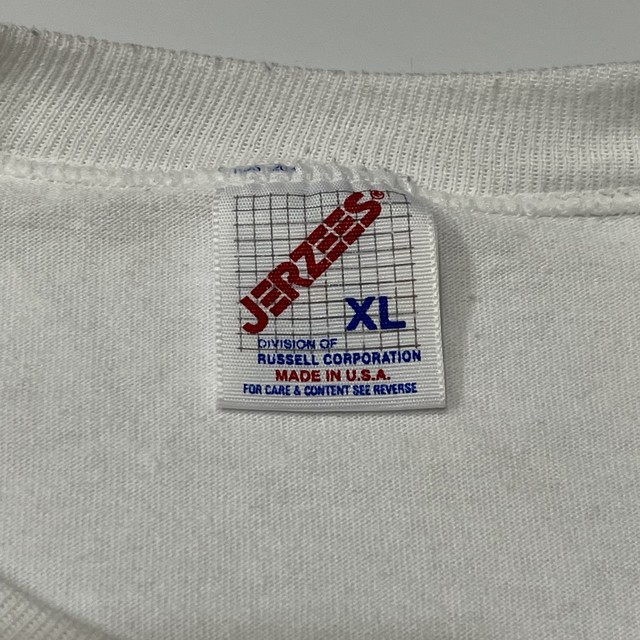 JERZEES®
XL
DIVISION OF
RUSSELL CORPORATION
MADE IN U.S.A.
FOR CARE & CONTENT SEE REVERSE